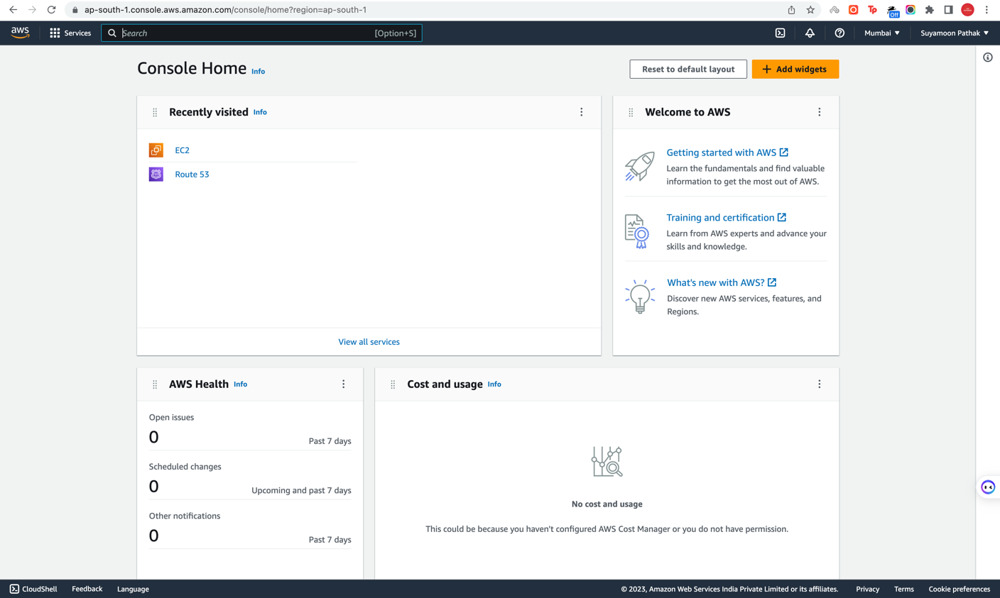 ap-south-1.console.aws.amazon.com/console/home?region=ap-south-1
Off
aws
Services
Search
[Option+S]
Mumbai
Suyamoon Pathak
Console Home Info
Reset to default layout
Add widgets
Recently visited Info
EC2
Route 53
View all services
Welcome to AWS
Getting started with AWS
Learn the fundamentals and find valuable
information to get the most out of AWS.
Training and certification
Learn from AWS experts and advance your
skills and knowledge.
What's new with AWS?
Discover new AWS services, features, and
Regions.
AWS Health Info
Open issues
0
Past 7 days
Scheduled changes
0
Upcoming and past 7 days
Other notifications
0
Past 7 days
Cost and usage Info
No cost and usage
This could be because you haven't configured AWS Cost Manager or you do not have permission.
CloudShell
Feedback
Language
© 2023, Amazon Web Services India Private Limited or its affiliates.
Privacy
Terms
Cookie preferences